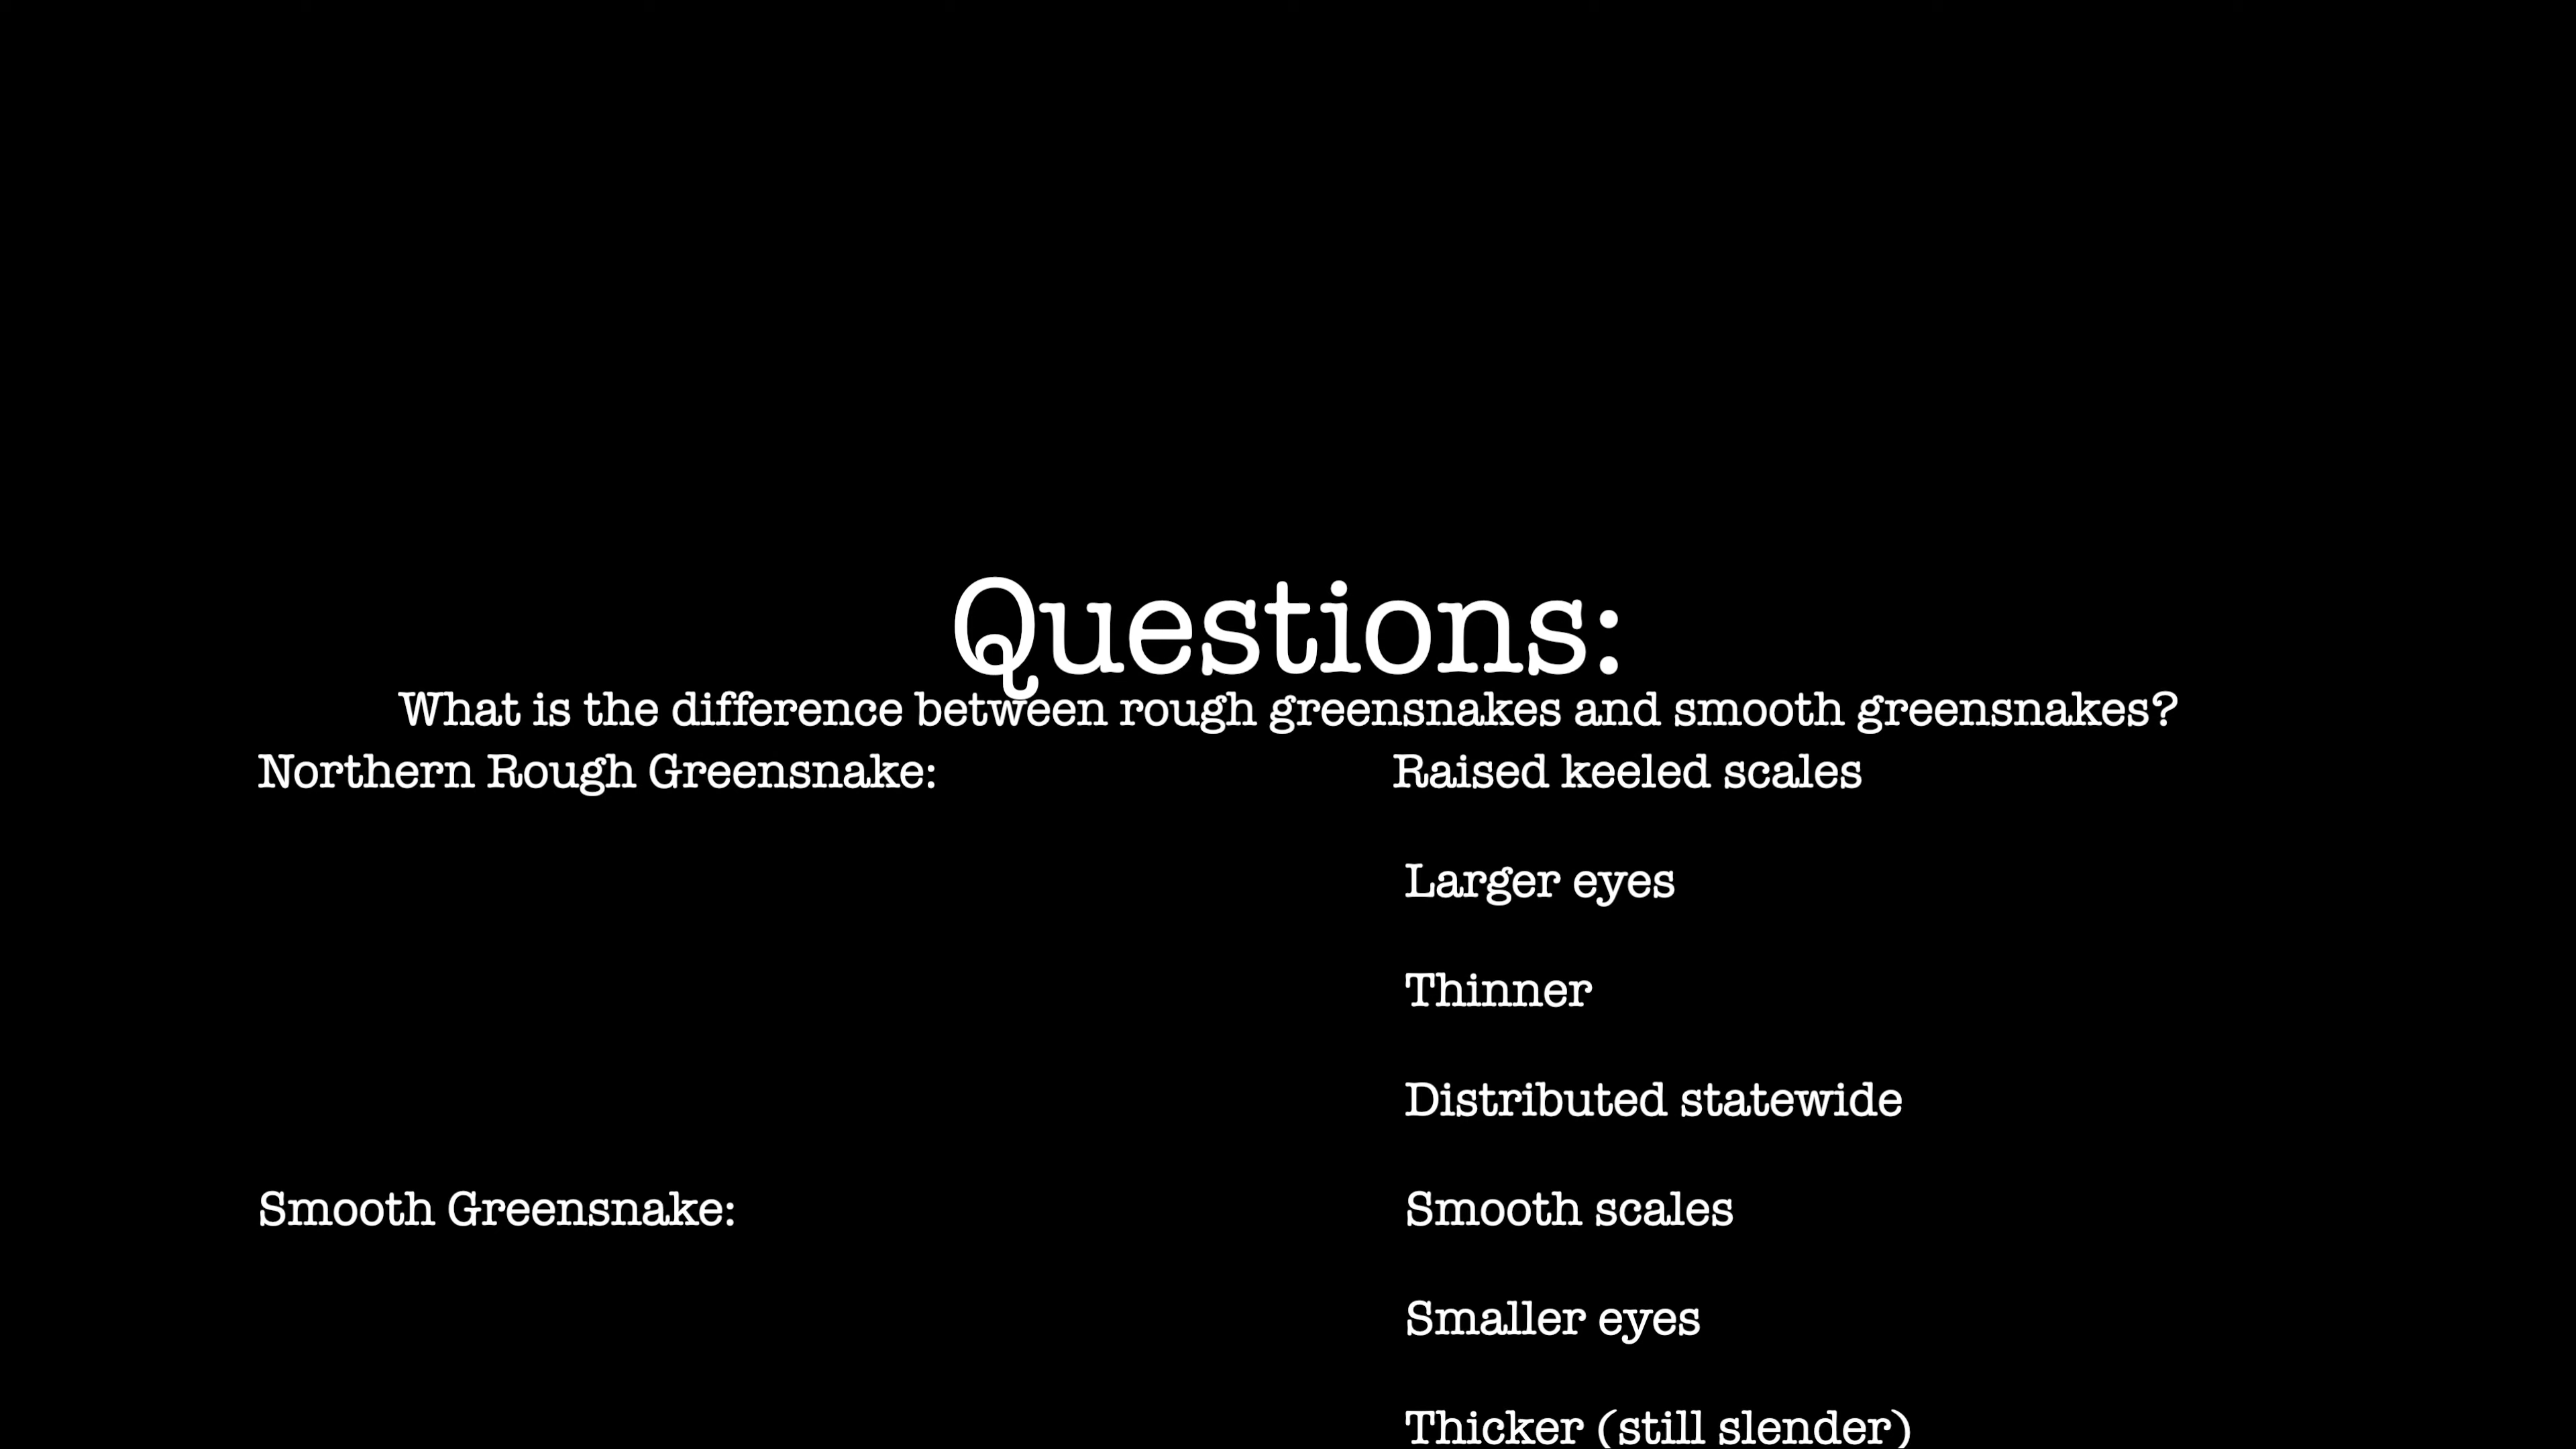 Questions:
What is the difference between rough greensnakes and smooth greensnakes?
Northern Rough Greensnake: Raised keeled scales
Larger eyes
Thinner
Distributed statewide
Smooth Greensnake: Smooth scales
Smaller eyes
Thicker (still slender)